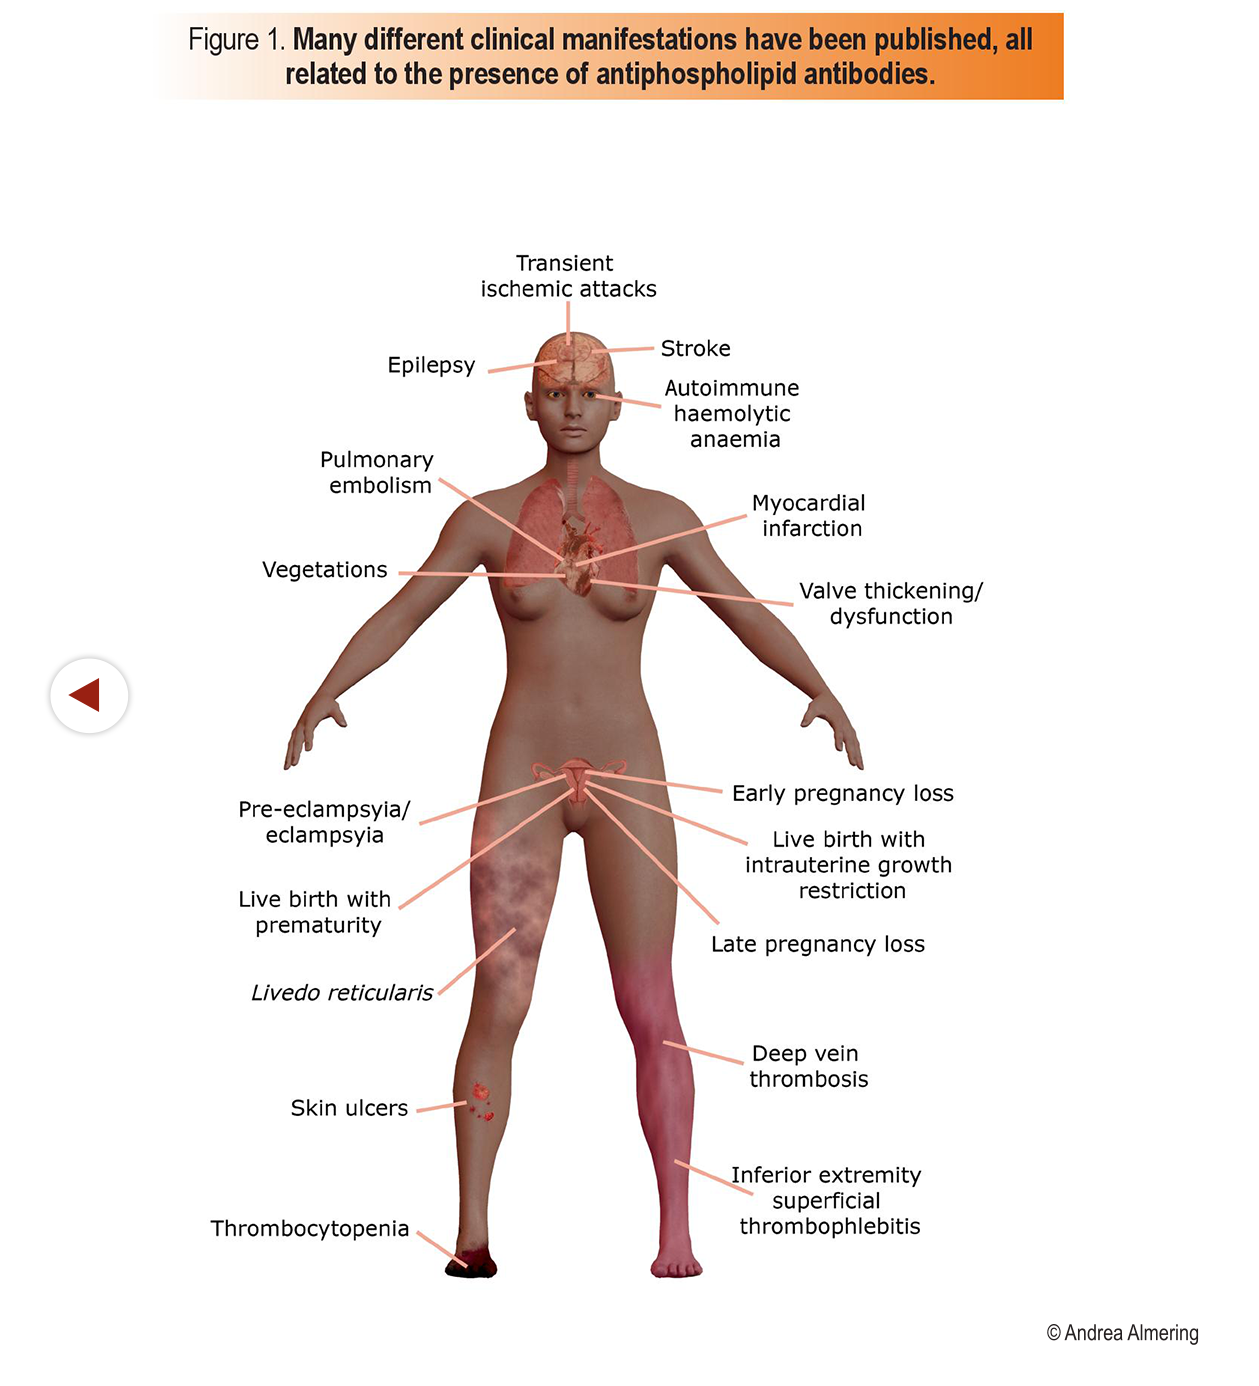 Figure 1. Many different clinical manifestations have been published, all
related to the presence of antiphospholipid antibodies.
Transient
ischemic attacks
Stroke
Epilepsy
Autoimmune
haemolytic
anaemia
Pulmonary
embolism
Myocardial
infarction
Vegetations
Valve thickening/
dysfunction
Early pregnancy loss
Pre-eclampsyia/
eclampsyia
Live birth with
intrauterine growth
restriction
Live birth with
prematurity
Late pregnancy loss
Livedo reticularis
Deep vein
thrombosis
Skin ulcers
Inferior extremity
superficial
thrombophlebitis
Thrombocytopenia
© Andrea Almering